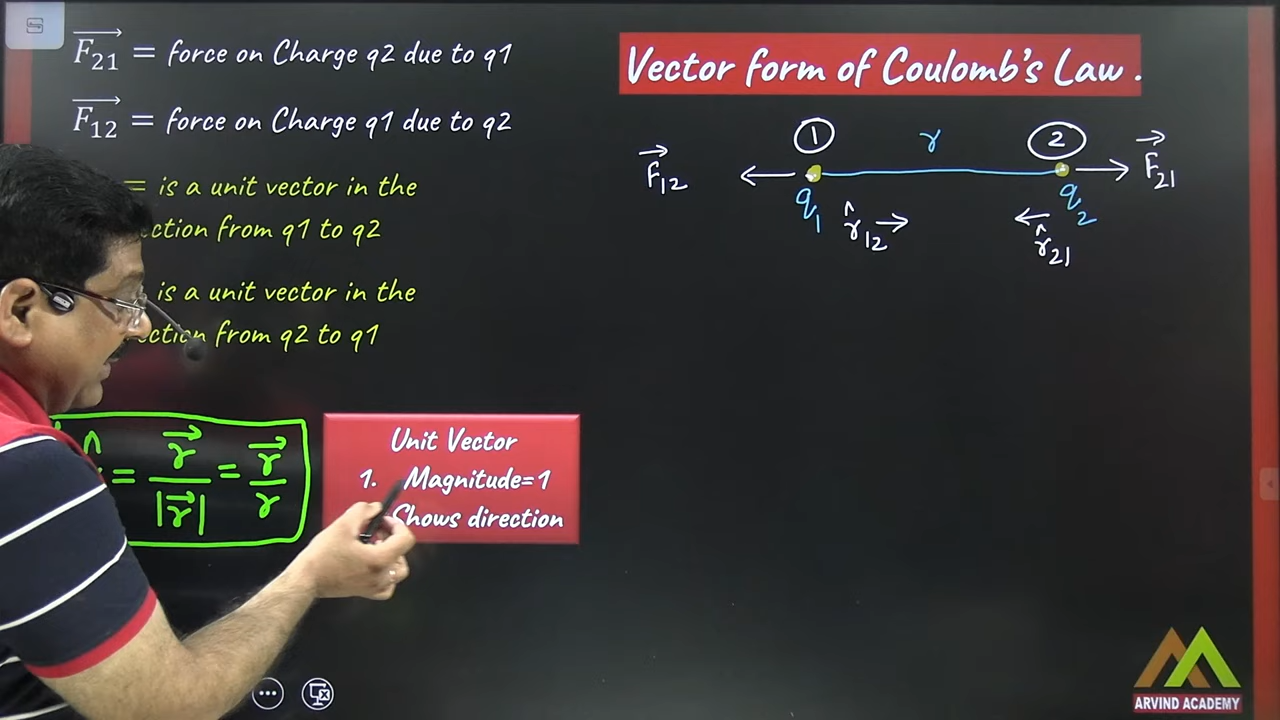 F₂₁ = force on Charge q2 due to q1
F₁₂ = force on Charge q1 due to q2
= is a unit vector in the
ction from q1 to q2
is a unit vector in the
ction from q2 to q1
= r / |r| = r / r
Unit Vector
1. Magnitude=1
Shows direction
Vector form of Coulomb's Law .
1 r 2
F₁₂ F₂₁
q₁ r̂₁₂ r̂₂₁ q₂
ARVIND ACADEMY